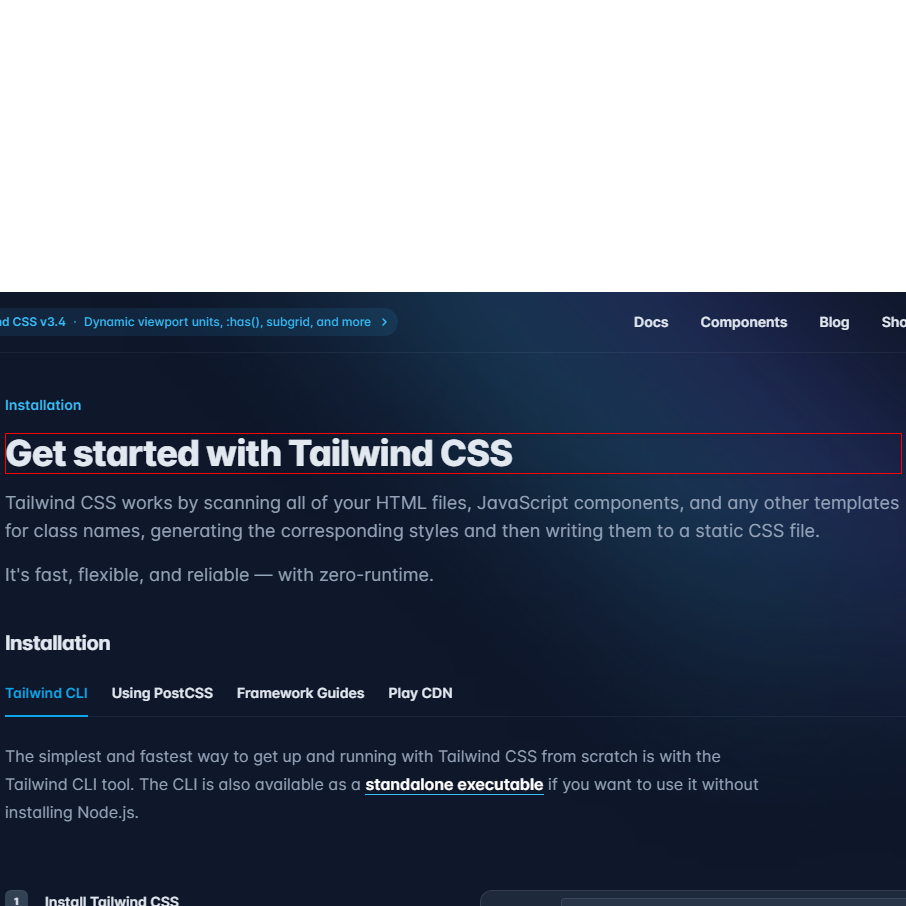 CSS v3.4 · Dynamic viewport units, :has(), subgrid, and more
Docs Components Blog
Installation
Get started with Tailwind CSS
Tailwind CSS works by scanning all of your HTML files, JavaScript components, and any other templates
for class names, generating the corresponding styles and then writing them to a static CSS file.
It's fast, flexible, and reliable — with zero-runtime.
Installation
Tailwind CLI Using PostCSS Framework Guides Play CDN
The simplest and fastest way to get up and running with Tailwind CSS from scratch is with the
Tailwind CLI tool. The CLI is also available as a standalone executable if you want to use it without
installing Node.js.
1 Install Tailwind CSS